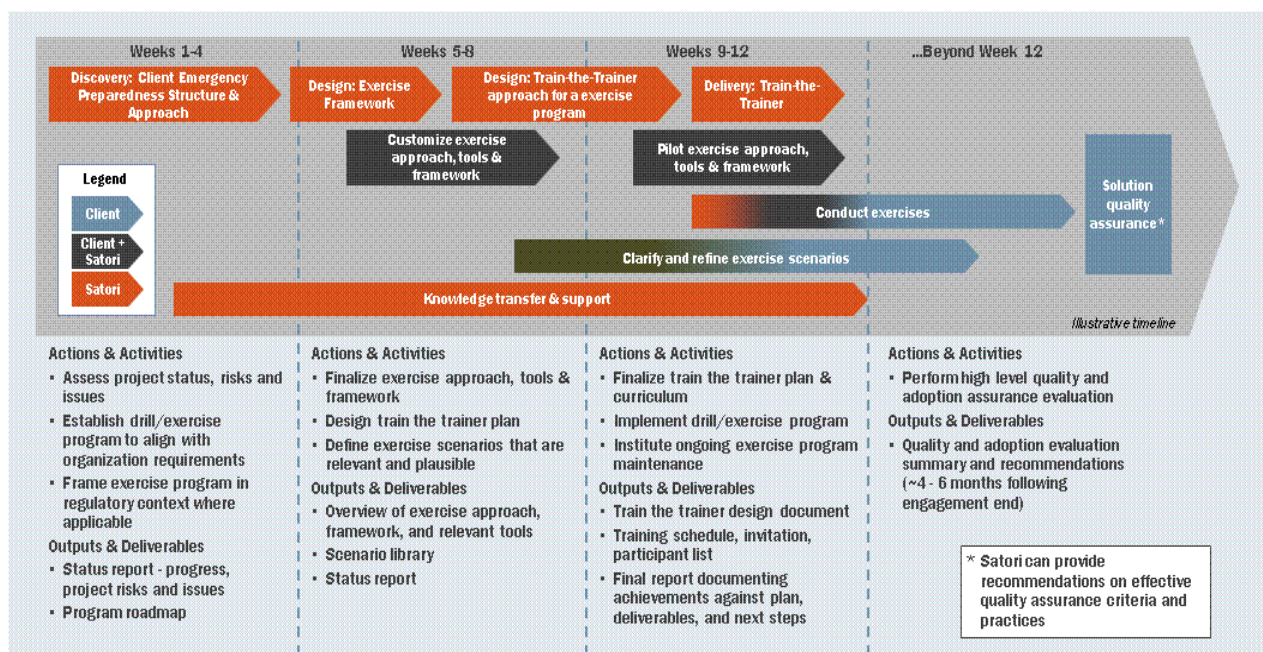 Weeks 1-4
Weeks 5-8
Weeks 9-12
...Beyond Week 12
Discovery: Client Emergency
Preparedness Structure &
Approach
Design: Exercise
Framework
Design: Train-the-Trainer
approach for a exercise
program
Delivery: Train-the-
Trainer
Customize exercise
approach, tools &
framework
Pilot exercise approach,
tools & framework
Legend
Client
Client +
Satori
Satori
Conduct exercises
Solution
quality
assurance*
Clarify and refine exercise scenarios
Knowledge transfer & support
Illustrative timeline
Actions & Activities
▪ Assess project status, risks and
issues
▪ Establish drill/exercise
program to align with
organization requirements
▪ Frame exercise program in
regulatory context where
applicable
Outputs & Deliverables
▪ Status report - progress,
project risks and issues
▪ Program roadmap
Actions & Activities
▪ Finalize exercise approach, tools &
framework
▪ Design train the trainer plan
▪ Define exercise scenarios that are
relevant and plausible
Outputs & Deliverables
▪ Overview of exercise approach,
framework, and relevant tools
▪ Scenario library
▪ Status report
Actions & Activities
▪ Finalize train the trainer plan &
curriculum
▪ Implement drill/exercise program
▪ Institute ongoing exercise program
maintenance
Outputs & Deliverables
▪ Train the trainer design document
▪ Training schedule, invitation,
participant list
▪ Final report documenting
achievements against plan,
deliverables, and next steps
Actions & Activities
▪ Perform high level quality and
adoption assurance evaluation
Outputs & Deliverables
▪ Quality and adoption evaluation
summary and recommendations
(~4 - 6 months following
engagement end)
* Satori can provide
recommendations on effective
quality assurance criteria and
practices